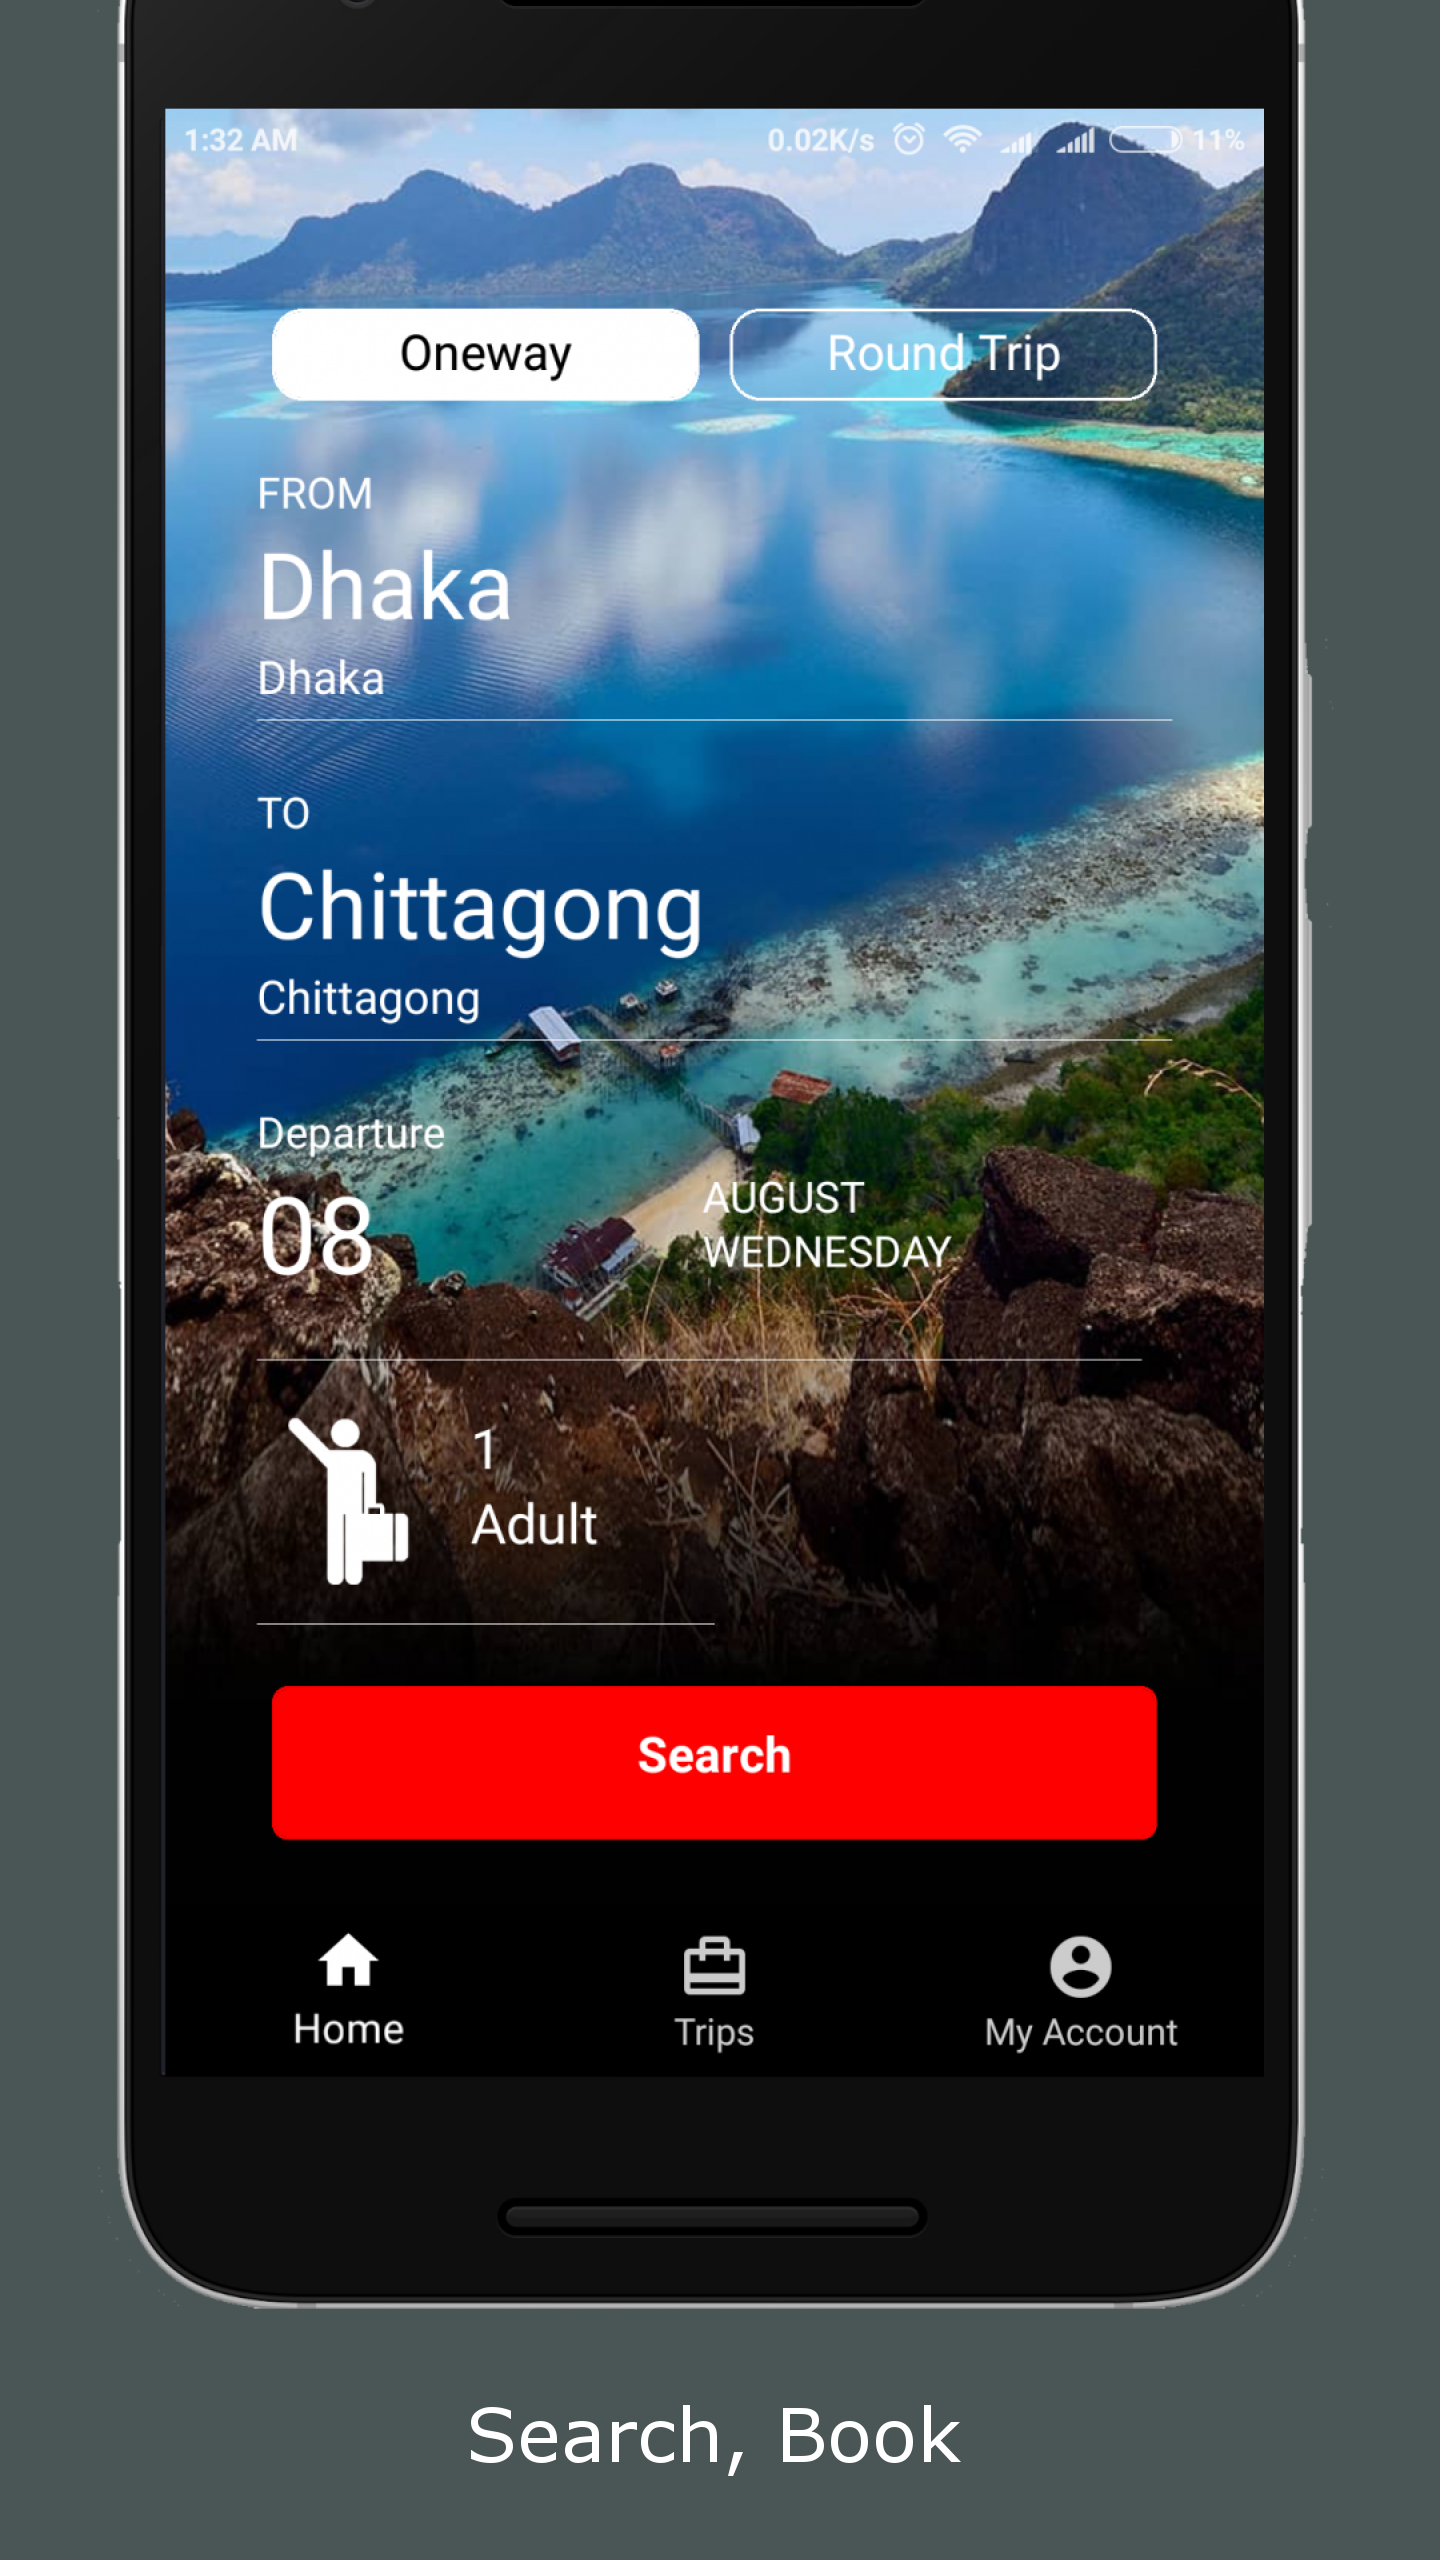 1:32 AM 0.02K/s 11%
Oneway Round Trip
FROM
Dhaka
Dhaka
TO
Chittagong
Chittagong
Departure
08
AUGUST
WEDNESDAY
1
Adult
Search
Home Trips My Account
Search, Book